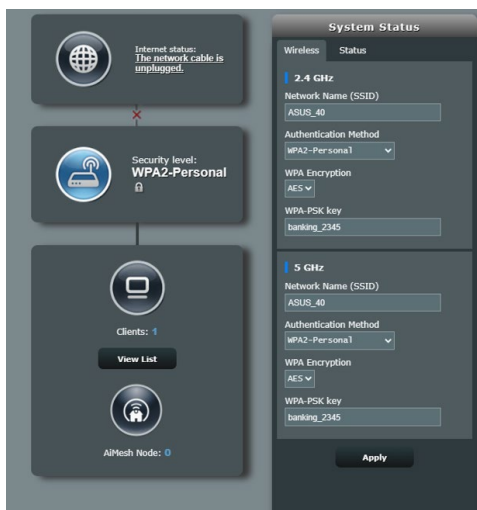 Internet status:
The network cable is
unplugged.
Security level:
WPA2-Personal
Clients: 1
View List
AiMesh Node: 0
System Status
Wireless Status
2.4 GHz
Network Name (SSID)
ASUS_40
Authentication Method
WPA2-Personal
WPA Encryption
AES
WPA-PSK key
banking_2345
5 GHz
Network Name (SSID)
ASUS_40
Authentication Method
WPA2-Personal
WPA Encryption
AES
WPA-PSK key
banking_2345
Apply